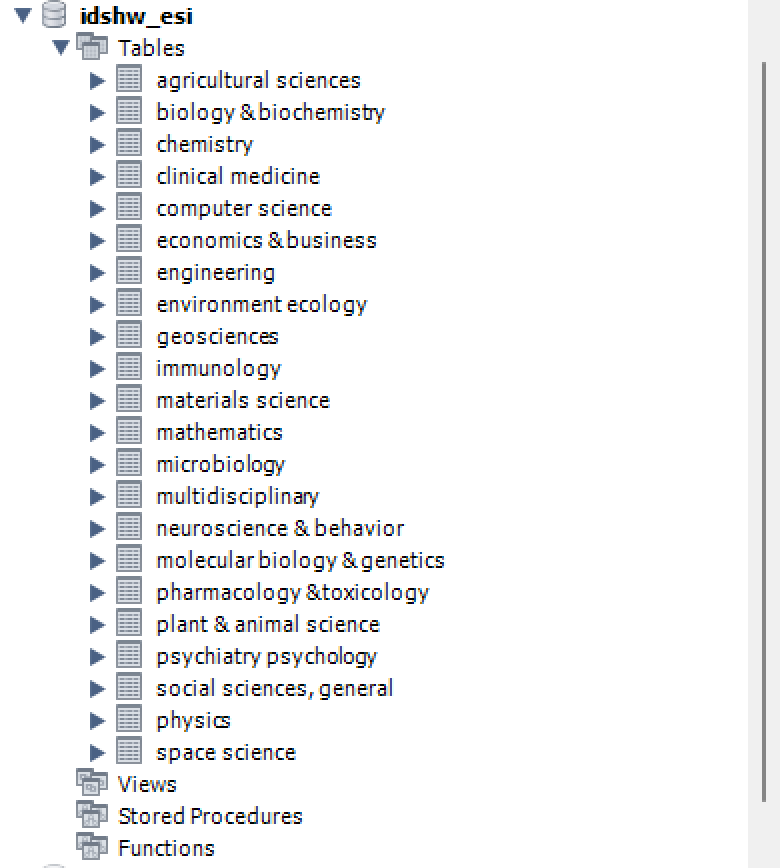 idshw_esi
Tables
agricultural sciences
biology & biochemistry
chemistry
clinical medicine
computer science
economics & business
engineering
environment ecology
geosciences
immunology
materials science
mathematics
microbiology
multidisciplinary
neuroscience & behavior
molecular biology & genetics
pharmacology & toxicology
plant & animal science
psychiatry psychology
social sciences, general
physics
space science
Views
Stored Procedures
Functions